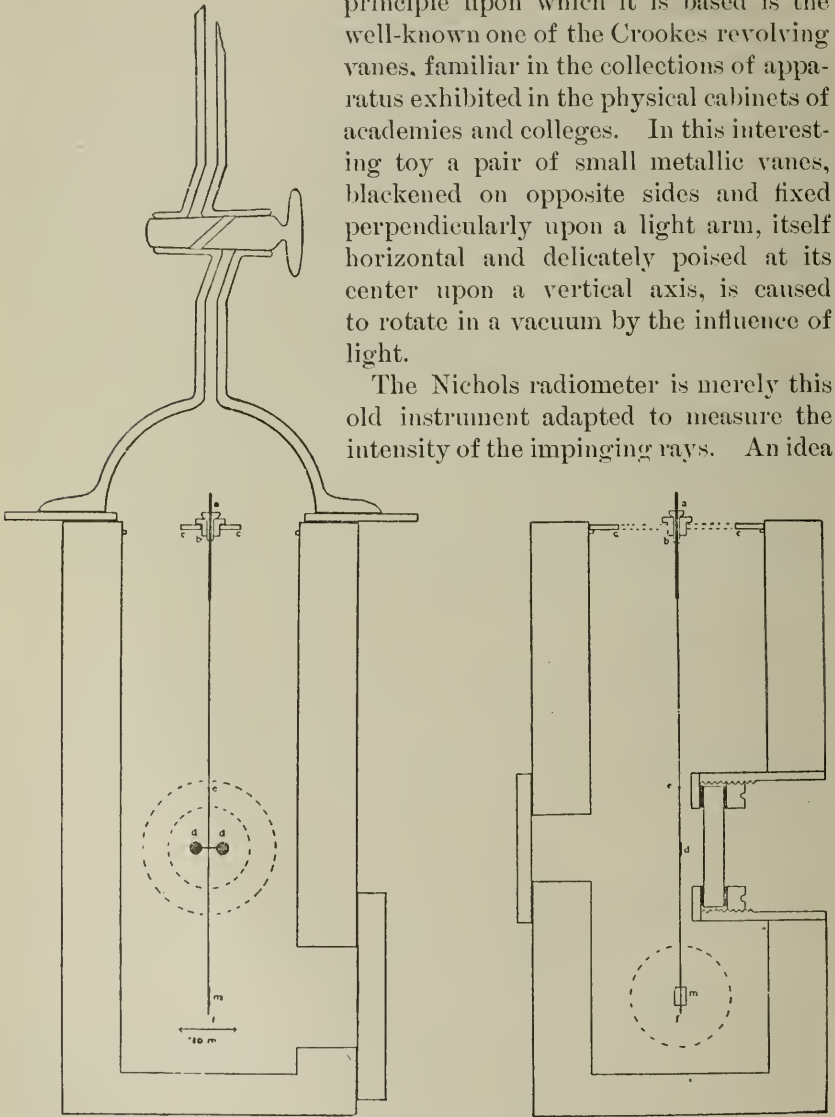 principle upon which it is based is the
well-known one of the Crookes revolving
vanes, familiar in the collections of appa-
ratus exhibited in the physical cabinets of
academies and colleges. In this interest-
ing toy a pair of small metallic vanes,
blackened on opposite sides and fixed
perpendicularly upon a light arm, itself
horizontal and delicately poised at its
center upon a vertical axis, is caused
to rotate in a vacuum by the influence of
light.
The Nichols radiometer is merely this
old instrument adapted to measure the
intensity of the impinging rays. An idea
c b c
e
d d
m
f
a
c b c
e
d
m
f